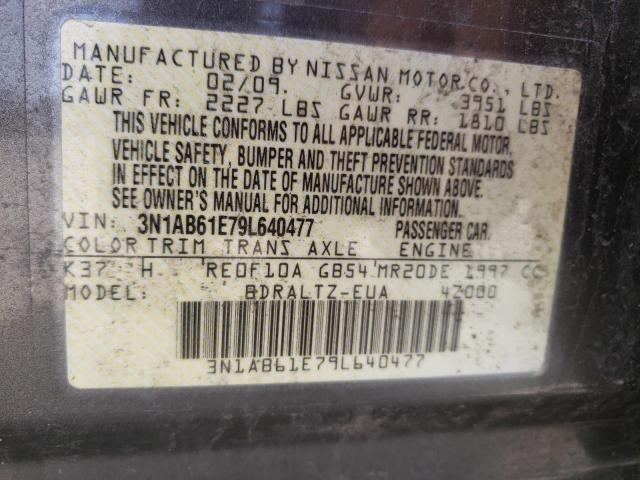 MANUFACTURED BY NISSAN MOTOR CO., LTD.
DATE: 02/09. GVWR: 3951 LBS
GAWR FR: 2227 LBS GAWR RR: 1810 LBS
THIS VEHICLE CONFORMS TO ALL APPLICABLE FEDERAL MOTOR
VEHICLE SAFETY, BUMPER AND THEFT PREVENTION STANDARDS
IN EFFECT ON THE DATE OF MANUFACTURE SHOWN ABOVE.
SEE OWNER'S MANUAL FOR ADDITIONAL INFORMATION.
VIN: 3N1AB61E79L640477 PASSENGER CAR.
COLOR TRIM TRANS AXLE ENGINE
K37 H. RE0F10A GB54 MR20DE 1997 CC
MODEL: BDRALTZ-EUA 4Z000
3N1AB61E79L640477